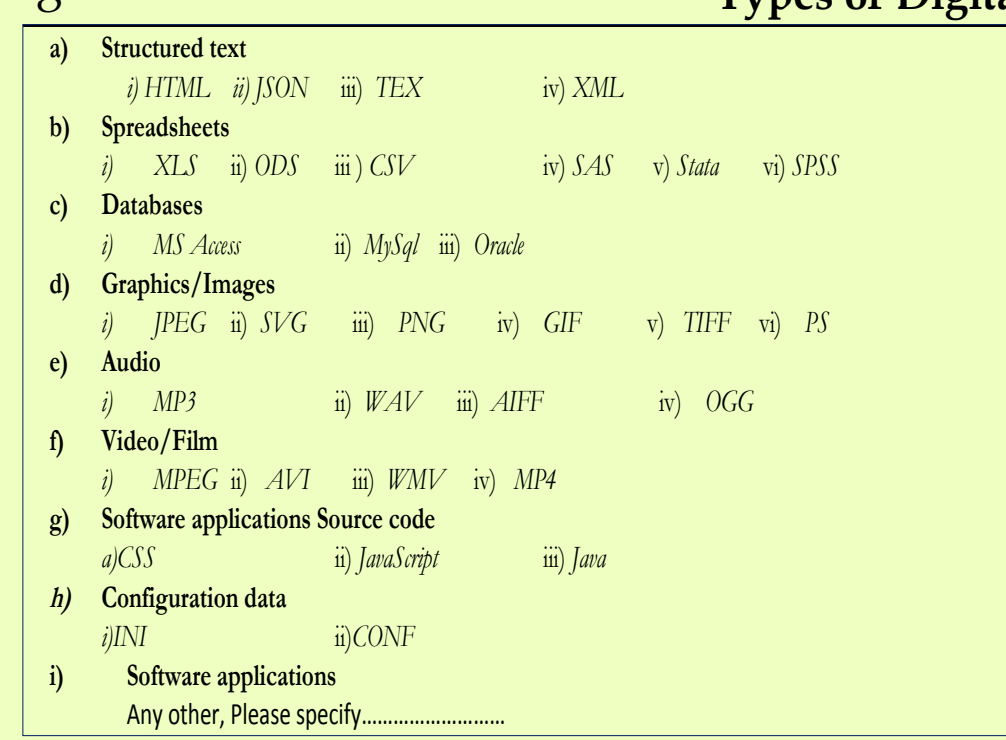 Types of Digita
a) Structured text
i) HTML ii) JSON iii) TEX iv) XML
b) Spreadsheets
i) XLS ii) ODS iii ) CSV iv) SAS v) Stata vi) SPSS
c) Databases
i) MS Access ii) MySql iii) Oracle
d) Graphics/Images
i) JPEG ii) SVG iii) PNG iv) GIF v) TIFF vi) PS
e) Audio
i) MP3 ii) WAV iii) AIFF iv) OGG
f) Video/Film
i) MPEG ii) AVI iii) WMV iv) MP4
g) Software applications Source code
a)CSS ii) JavaScript iii) Java
h) Configuration data
i)INI ii)CONF
i) Software applications
Any other, Please specify………………………